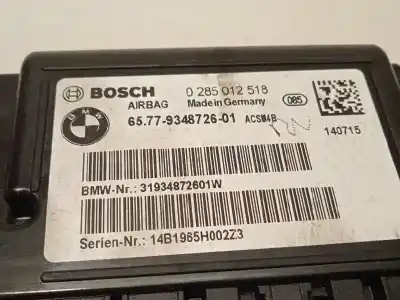 BOSCH 0 285 012 518
AIRBAG Made in Germany 085
BMW
65.77-9348726-01 ACSM4B
140715
BMW-Nr.: 31934872601W
Serien-Nr.: 14B1965H002Z3